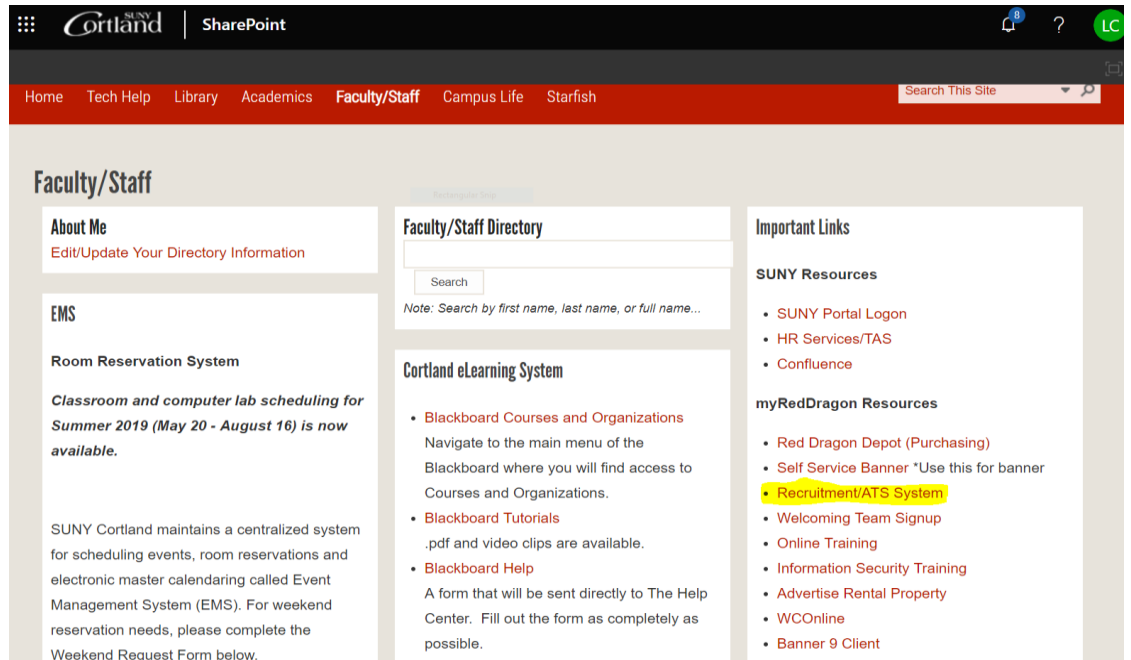 SUNY
Cortland
SharePoint
8
?
LC
Home Tech Help Library Academics Faculty/Staff Campus Life Starfish
Search This Site
Faculty/Staff
About Me
Edit/Update Your Directory Information
EMS
Room Reservation System
Classroom and computer lab scheduling for
Summer 2019 (May 20 - August 16) is now
available.
SUNY Cortland maintains a centralized system
for scheduling events, room reservations and
electronic master calendaring called Event
Management System (EMS). For weekend
reservation needs, please complete the
Weekend Request Form below.
Rectangular Snip
Faculty/Staff Directory
Search
Note: Search by first name, last name, or full name...
Cortland eLearning System
• Blackboard Courses and Organizations
Navigate to the main menu of the
Blackboard where you will find access to
Courses and Organizations.
• Blackboard Tutorials
.pdf and video clips are available.
• Blackboard Help
A form that will be sent directly to The Help
Center. Fill out the form as completely as
possible.
Important Links
SUNY Resources
• SUNY Portal Logon
• HR Services/TAS
• Confluence
myRedDragon Resources
• Red Dragon Depot (Purchasing)
• Self Service Banner *Use this for banner
• Recruitment/ATS System
• Welcoming Team Signup
• Online Training
• Information Security Training
• Advertise Rental Property
• WCOnline
• Banner 9 Client